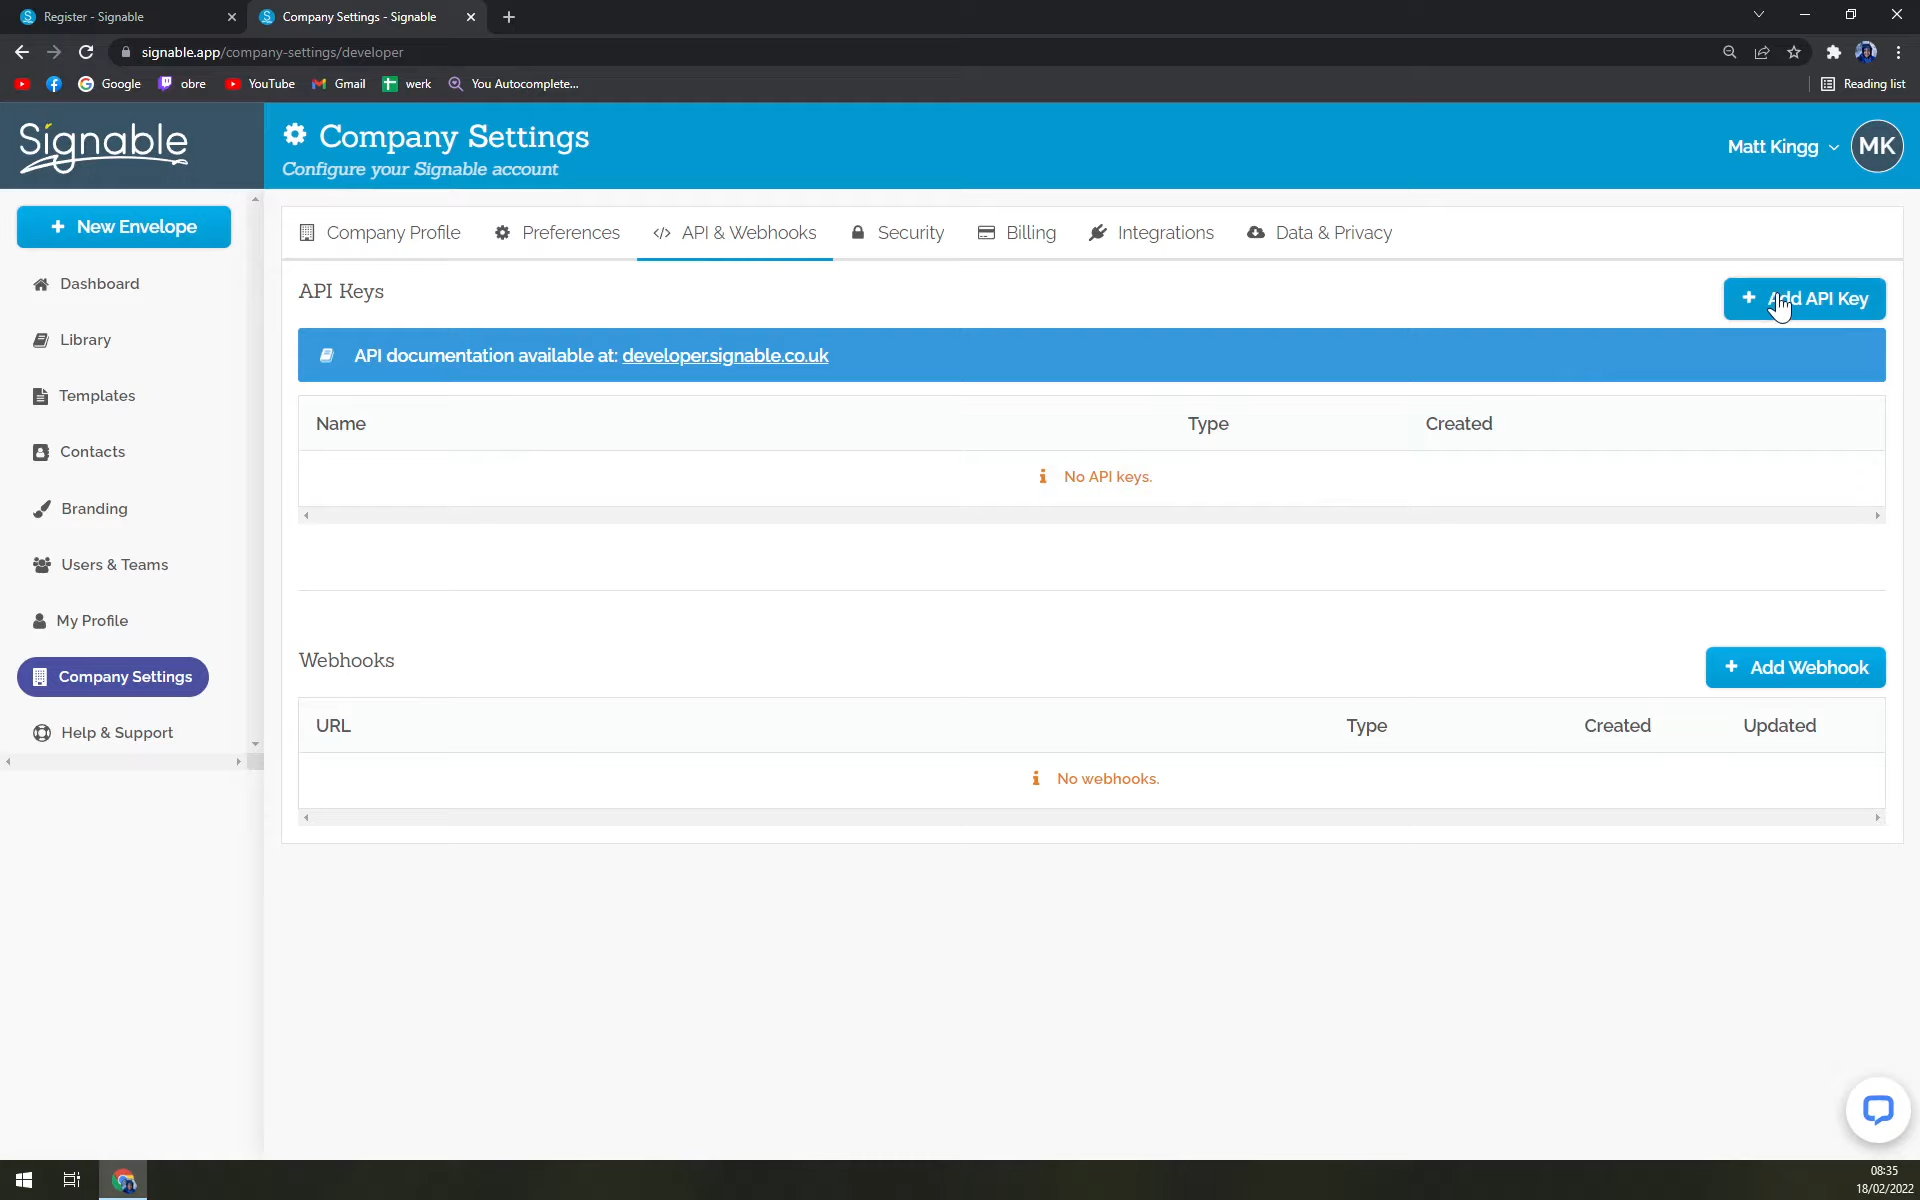 Register - Signable
Company Settings - Signable
signable.app/company-settings/developer
Google
obre
YouTube
Gmail
werk
You Autocomplete...
Reading list
Signable
Company Settings
Configure your Signable account
Matt Kingg
MK
New Envelope
Dashboard
Library
Templates
Contacts
Branding
Users & Teams
My Profile
Company Settings
Help & Support
Company Profile
Preferences
</> API & Webhooks
Security
Billing
Integrations
Data & Privacy
API Keys
+ Add API Key
API documentation available at: developer.signable.co.uk
Name Type Created
No API keys.
Webhooks
+ Add Webhook
URL Type Created Updated
No webhooks.
08:35
18/02/2022